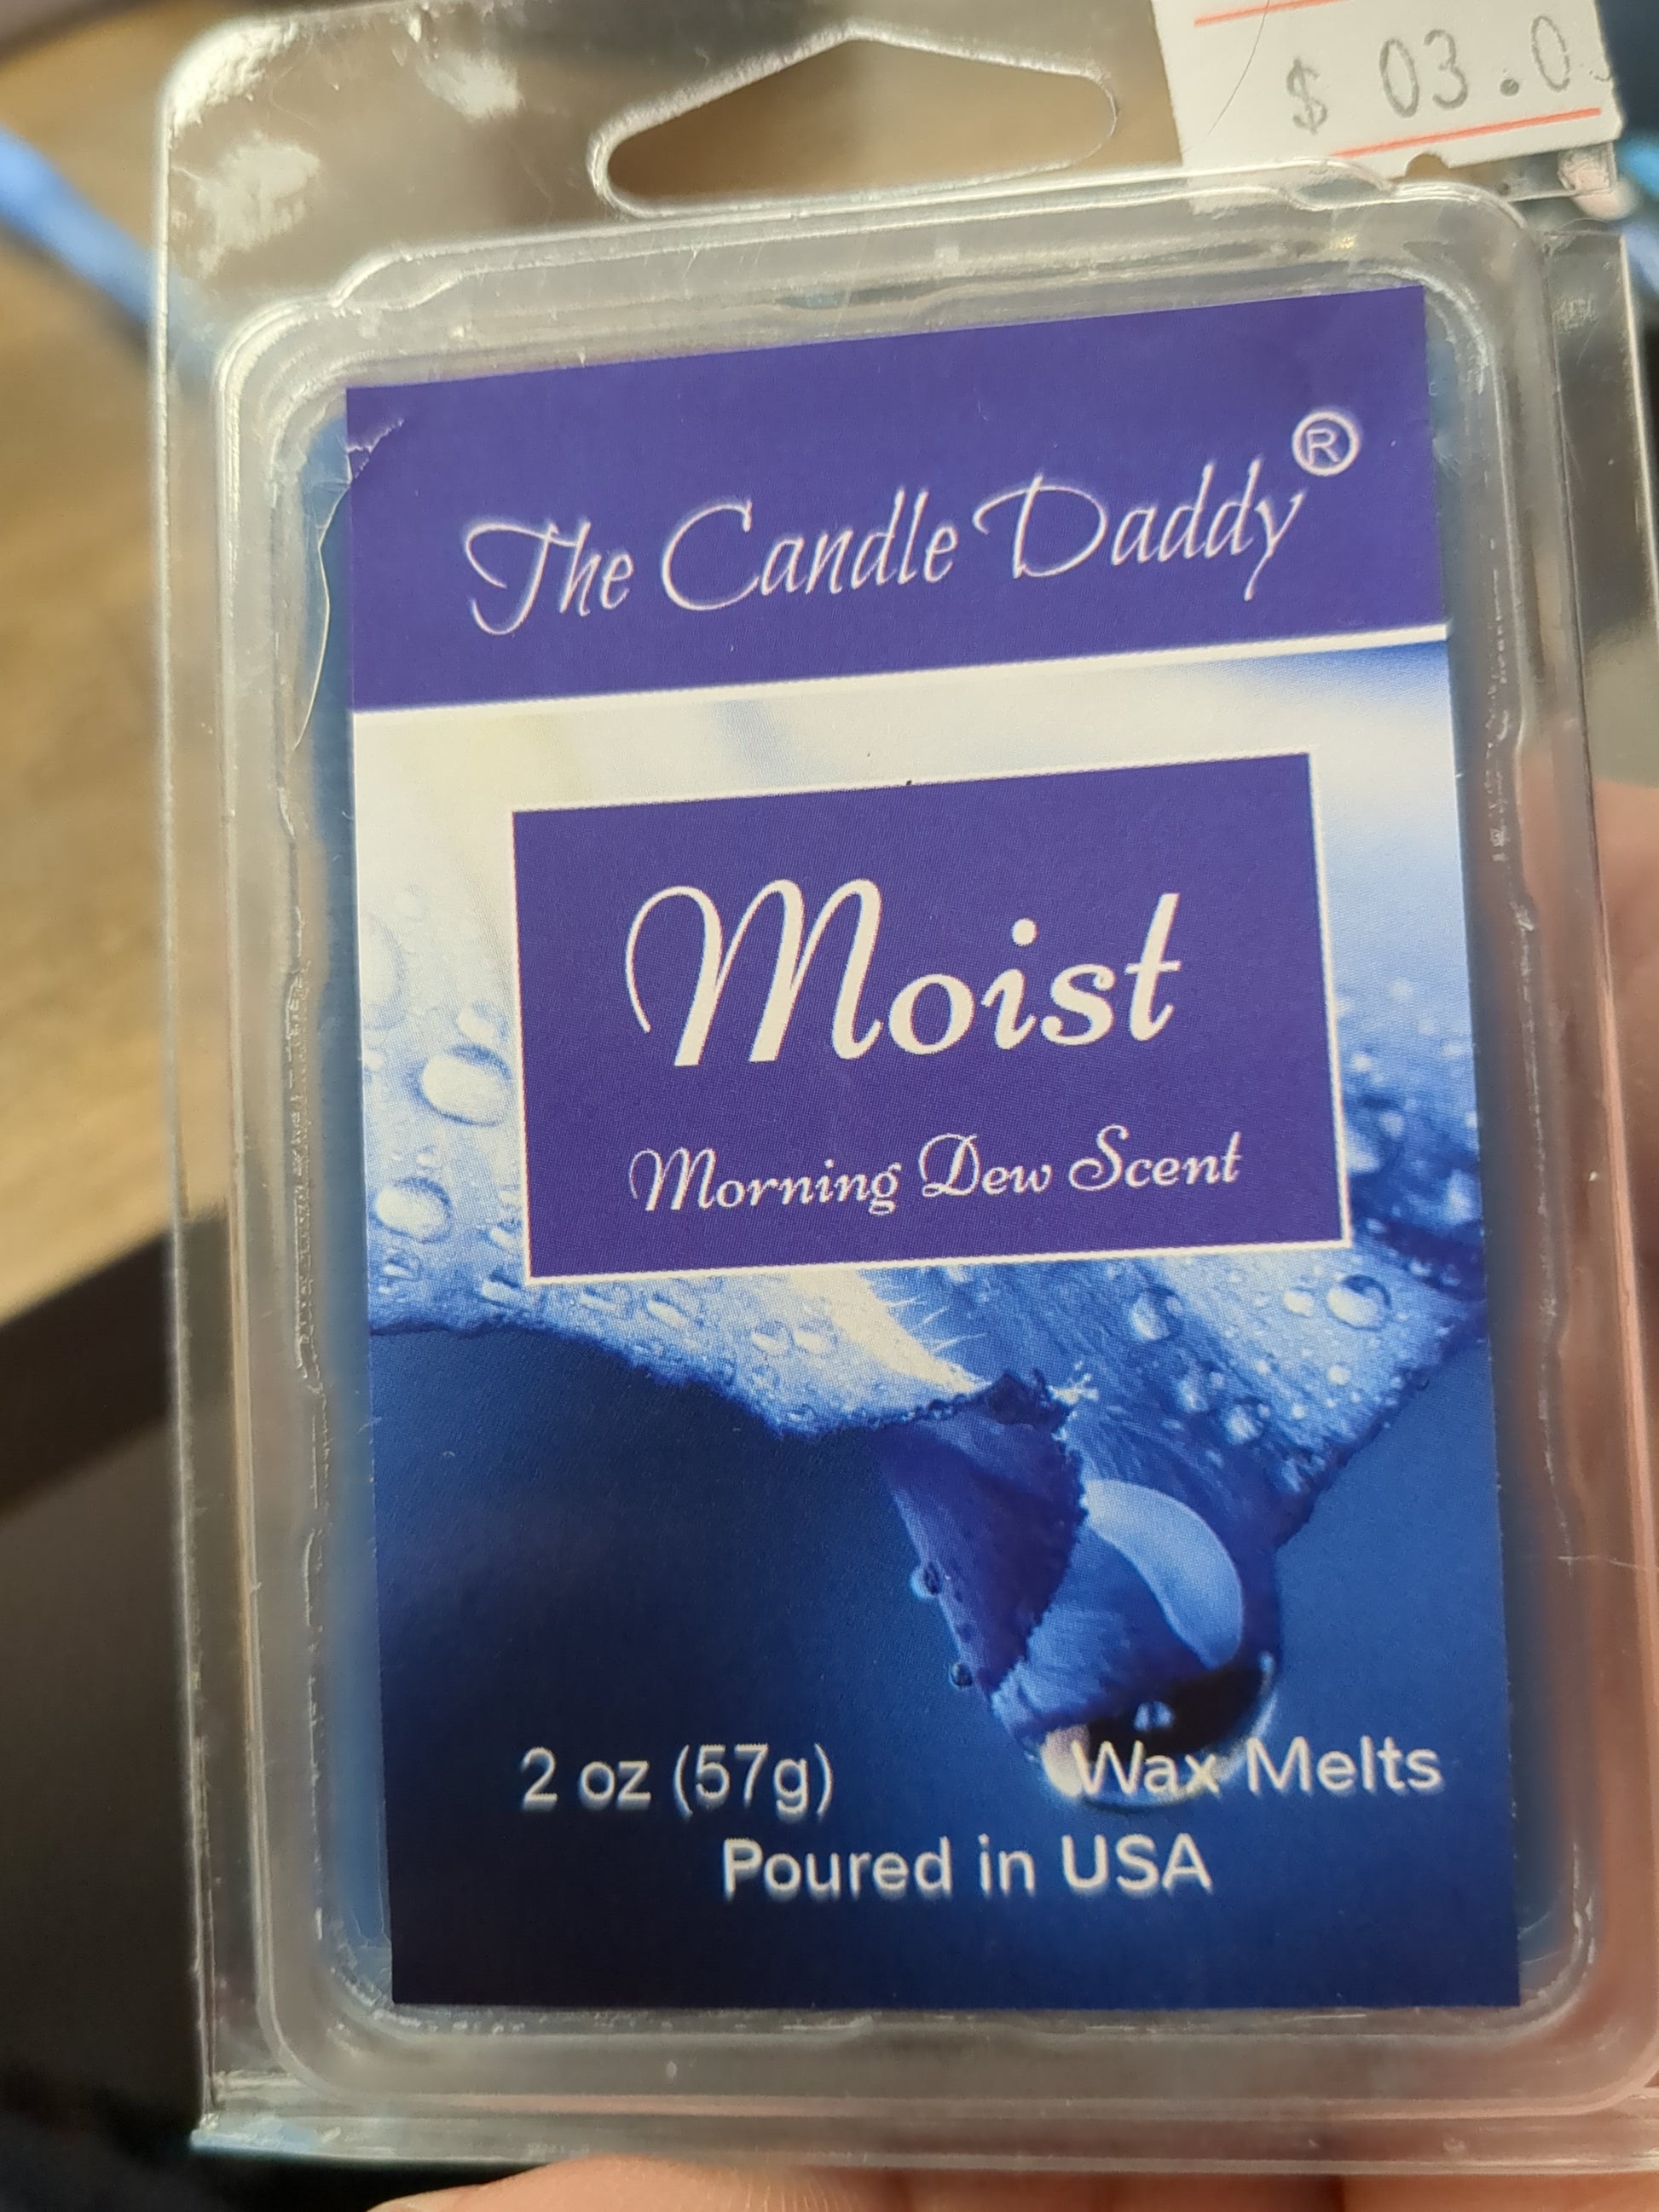 $ 03.0
The Candle Daddy®
Moist
Morning Dew Scent
2 oz (57g) Wax Melts
Poured in USA